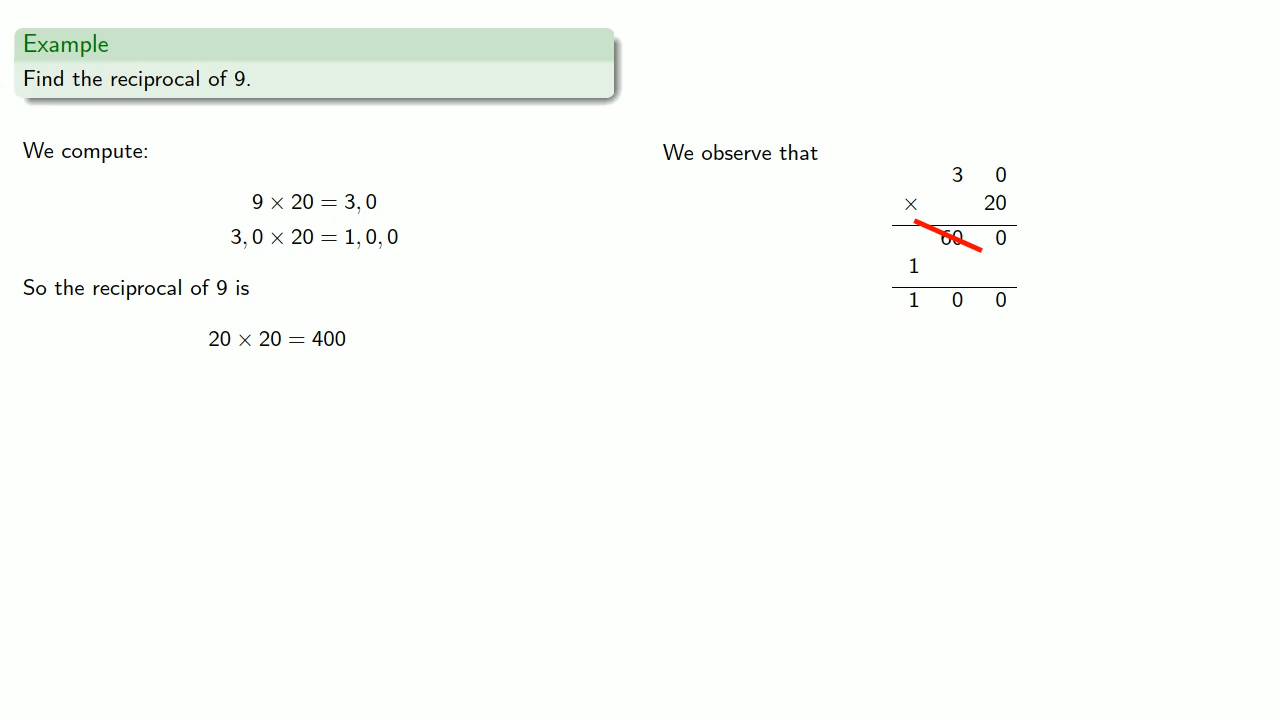 Example
Find the reciprocal of 9.
We compute:
9 × 20 = 3, 0
3, 0 × 20 = 1, 0, 0
So the reciprocal of 9 is
20 × 20 = 400
We observe that
3 0
× 20
60 0
1
1 0 0